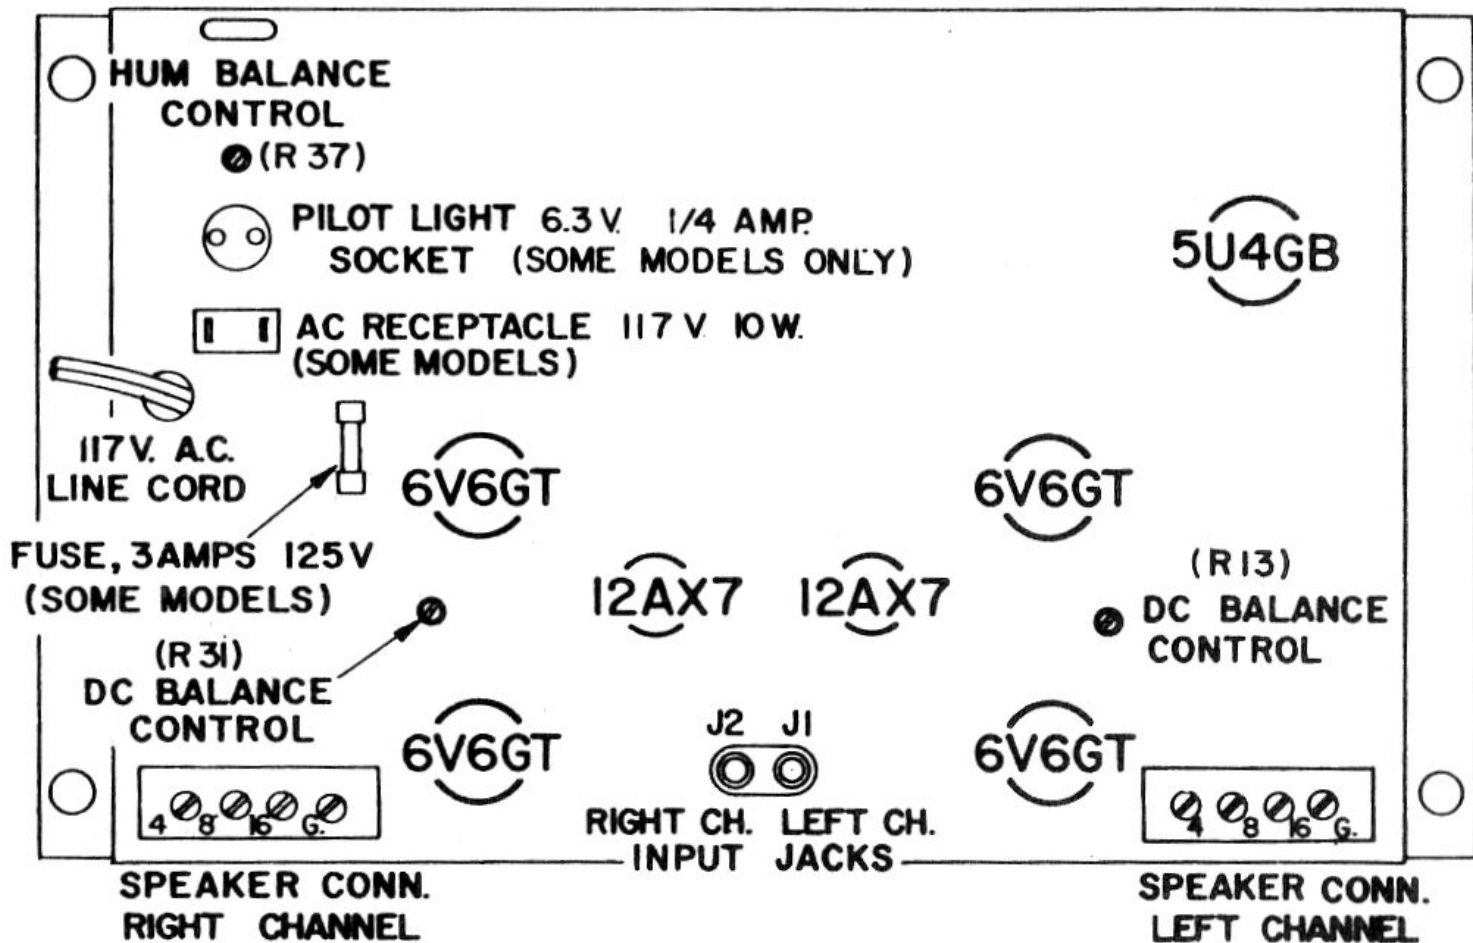 HUM BALANCE
CONTROL
(R 37)
PILOT LIGHT 6.3 V. 1/4 AMP.
SOCKET (SOME MODELS ONLY)
5U4GB
AC RECEPTACLE 117 V. 10 W.
(SOME MODELS)
117 V. A.C.
LINE CORD
6V6GT
6V6GT
FUSE, 3 AMPS 125 V
(SOME MODELS)
12AX7
12AX7
(R 13)
DC BALANCE
CONTROL
(R 31)
DC BALANCE
CONTROL
6V6GT
J2 J1
6V6GT
4 8 16 G.
RIGHT CH. LEFT CH.
INPUT JACKS
4 8 16 G.
SPEAKER CONN.
RIGHT CHANNEL
SPEAKER CONN.
LEFT CHANNEL